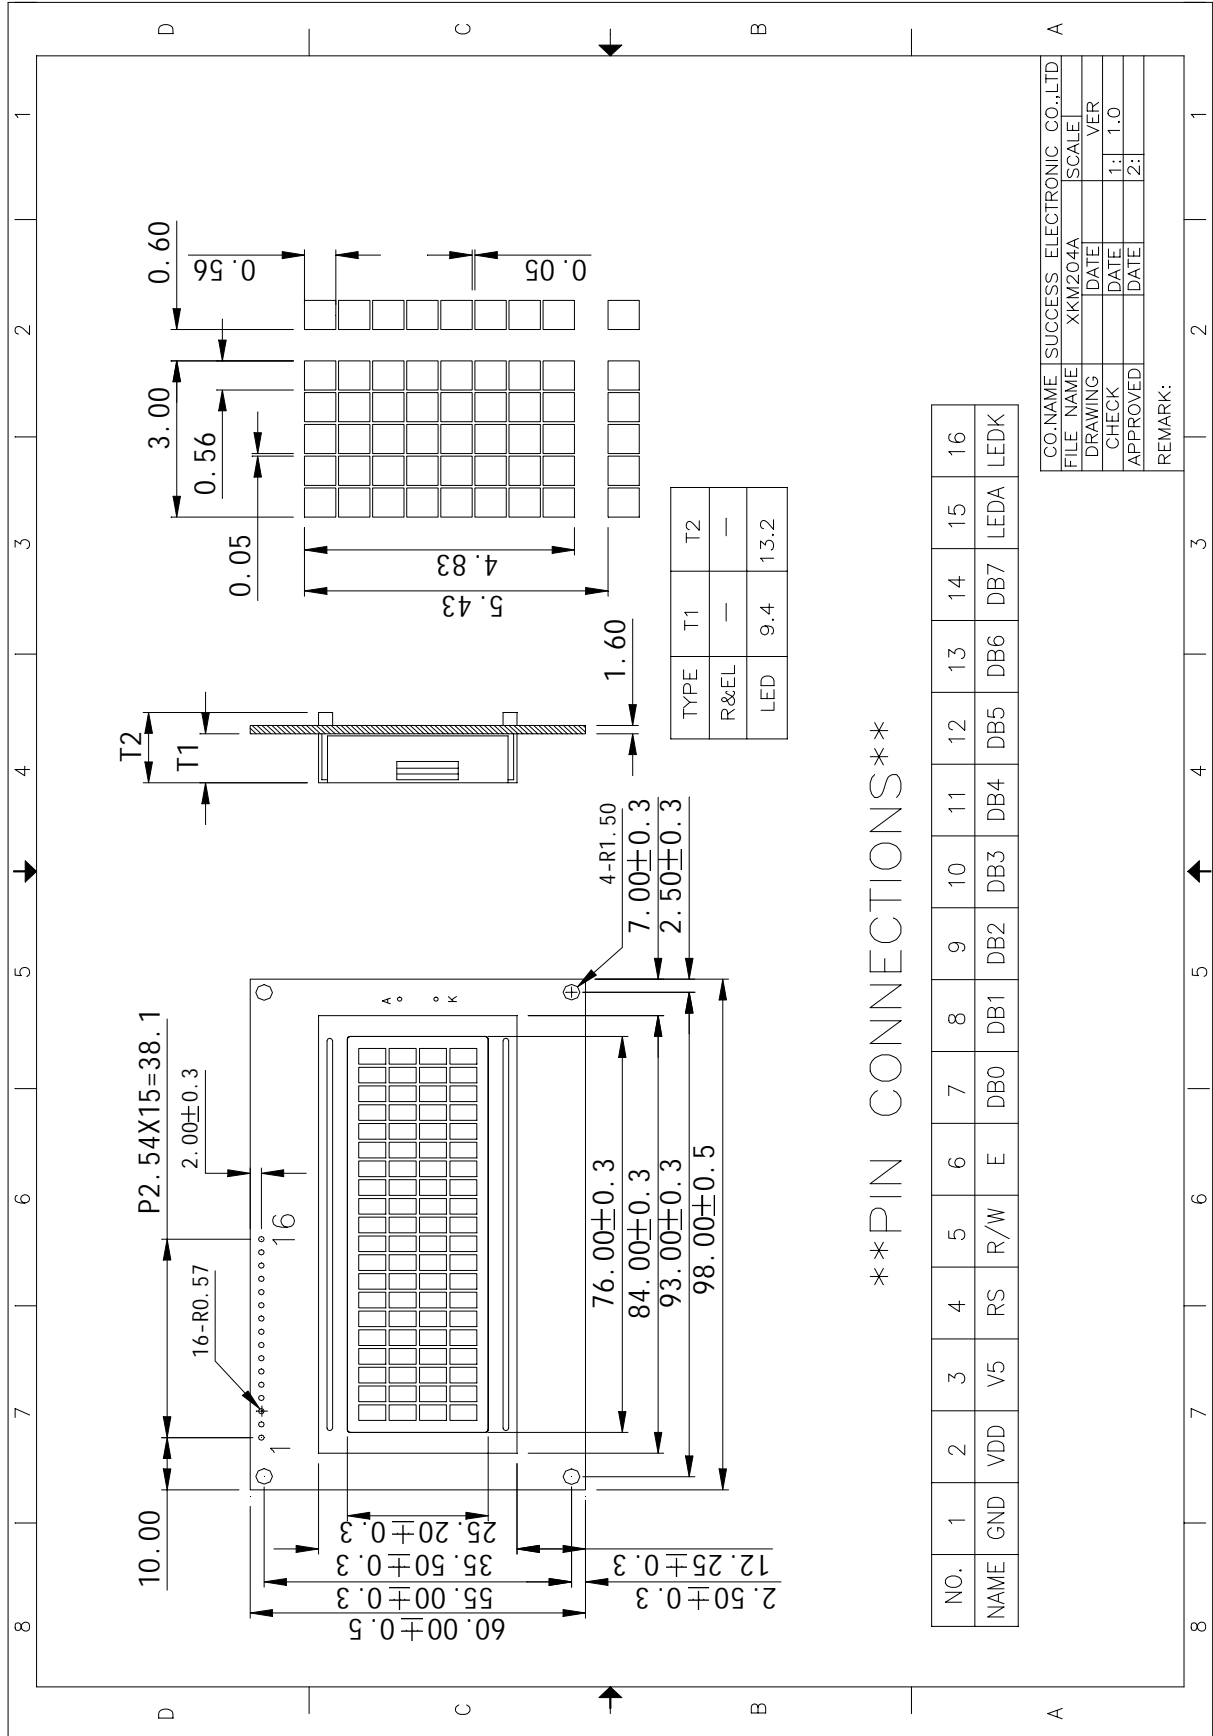 8 7 6 5 4 3 2 1
D
C
B
A
D
C
B
A
10.00
P2.54X15=38.1
2.00±0.3
16-R0.57
1
16
A
K
60.00±0.5
55.00±0.3
35.50±0.3
25.20±0.3
12.25±0.3
2.50±0.3
76.00±0.3
84.00±0.3
93.00±0.3
98.00±0.5
4-R1.50
7.00±0.3
2.50±0.3
T2
T1
1.60
3.00
0.60
0.56
0.05
0.56
0.05
4.83
5.43
TYPE T1 T2
R&EL — —
LED 9.4 13.2
**PIN CONNECTIONS**
NO. 1 2 3 4 5 6 7 8 9 10 11 12 13 14 15 16
NAME GND VDD V5 RS R/W E DB0 DB1 DB2 DB3 DB4 DB5 DB6 DB7 LEDA LEDK
CO.NAME SUCCESS ELECTRONIC CO.,LTD
FILE NAME XKM204A SCALE
DRAWING DATE VER
CHECK DATE 1: 1.0
APPROVED DATE 2:
REMARK:
8 7 6 5 4 3 2 1